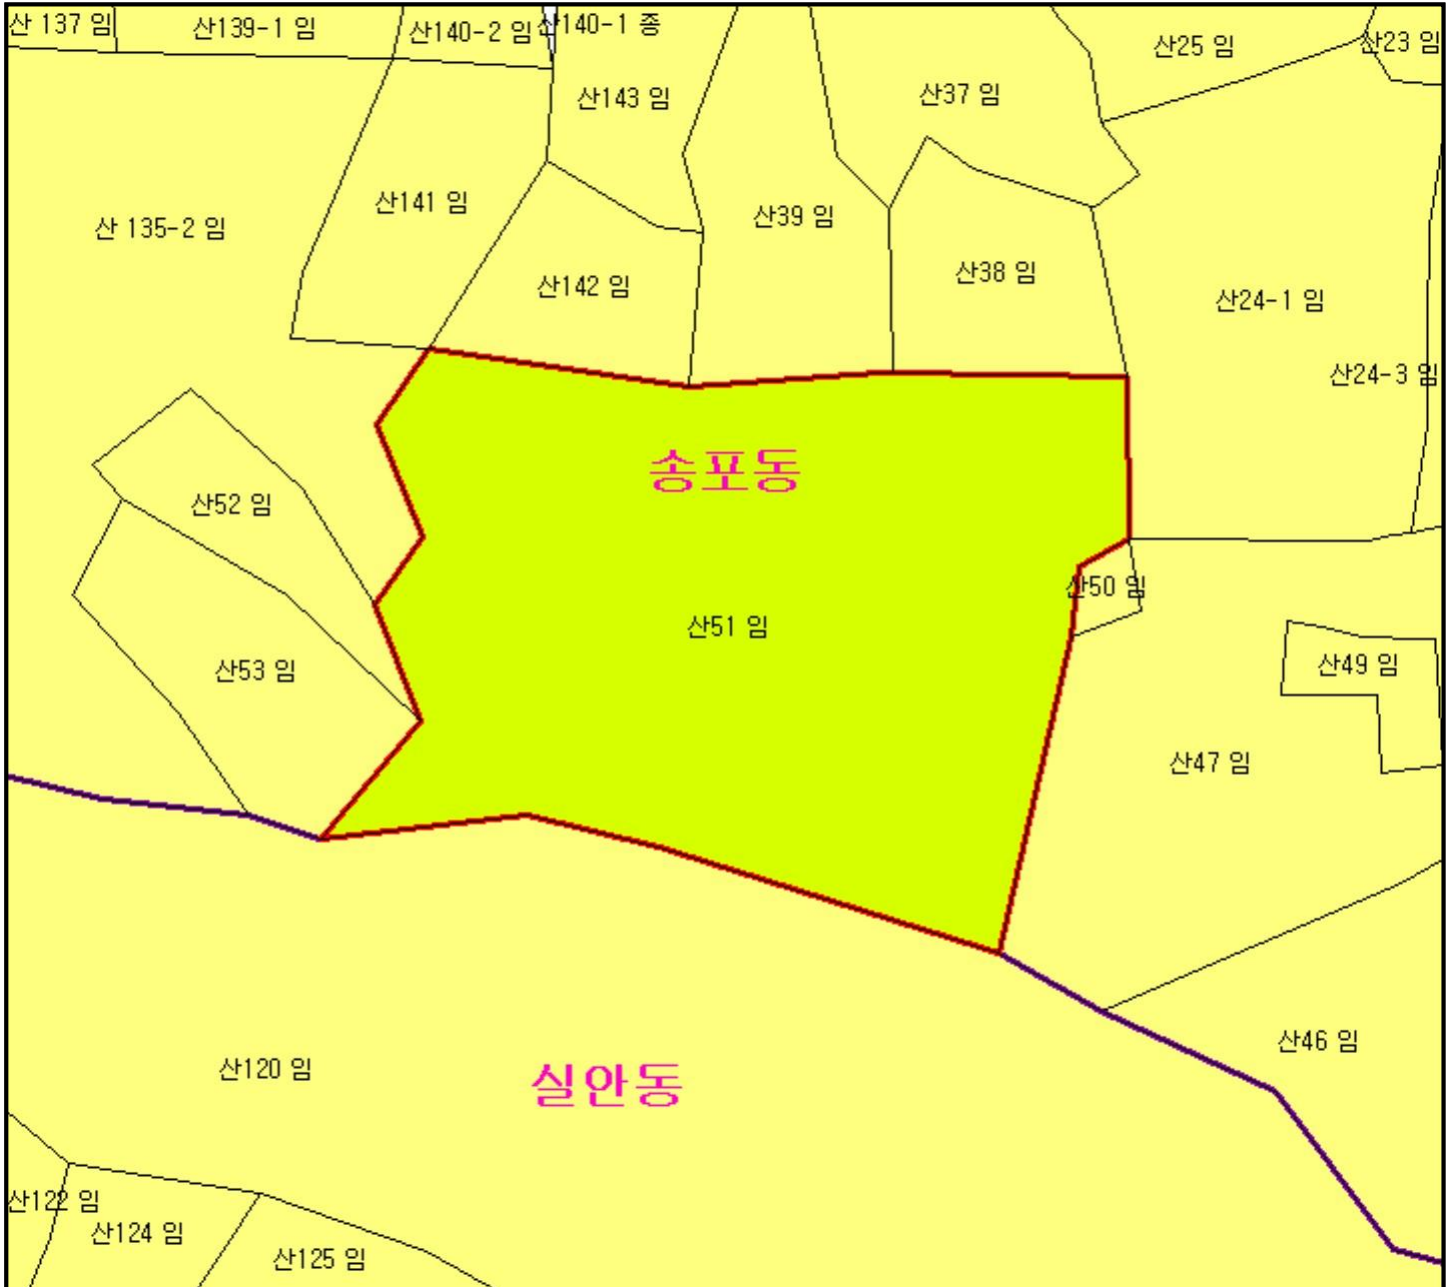 산 137 임
산139-1 임
산140-2 임
산140-1 종
산25 임
산23 임
산143 임
산37 임
산141 임
산39 임
산 135-2 임
산142 임
산38 임
산24-1 임
산24-3 임
송포동
산52 임
산50 임
산51 임
산53 임
산49 임
산47 임
산46 임
산120 임
실안동
산122 임
산124 임
산125 임